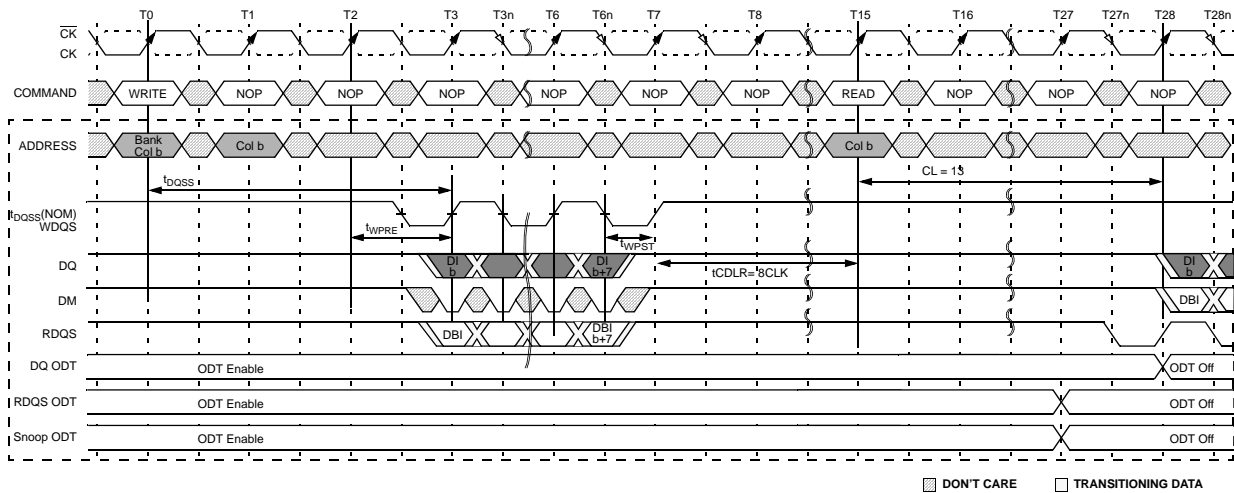 T0 T1 T2 T3 T3n T6 T6n T7 T8 T15 T16 T27 T27n T28 T28n
CK
CK
COMMAND WRITE NOP NOP NOP NOP NOP NOP READ NOP NOP NOP
ADDRESS Bank Col b Col b Col b
tDQSS CL = 13
tDQSS(NOM)
WDQS
tWPRE tWPST
DQ DI b DI b+7 tCDLR= 8CLK DI b
DM DBI
RDQS DBI DBI b+7
DQ ODT ODT Enable ODT Off
RDQS ODT ODT Enable ODT Off
Snoop ODT ODT Enable ODT Off
DON'T CARE TRANSITIONING DATA